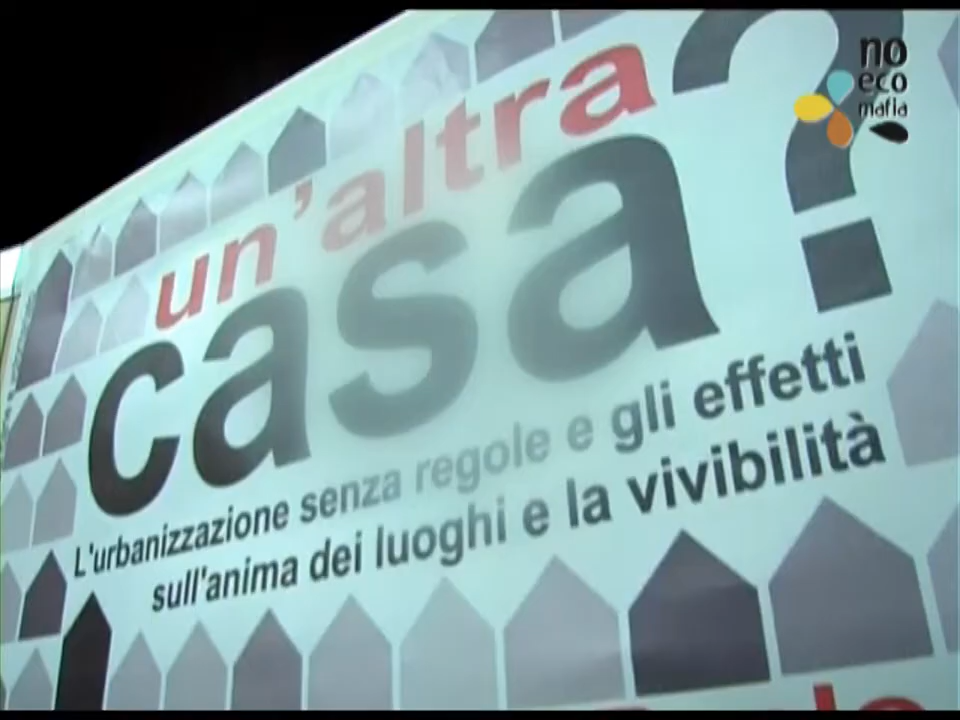 un'altra
casa?
L'urbanizzazione senza regole e gli effetti
sull'anima dei luoghi e la vivibilità
no
eco
mafia